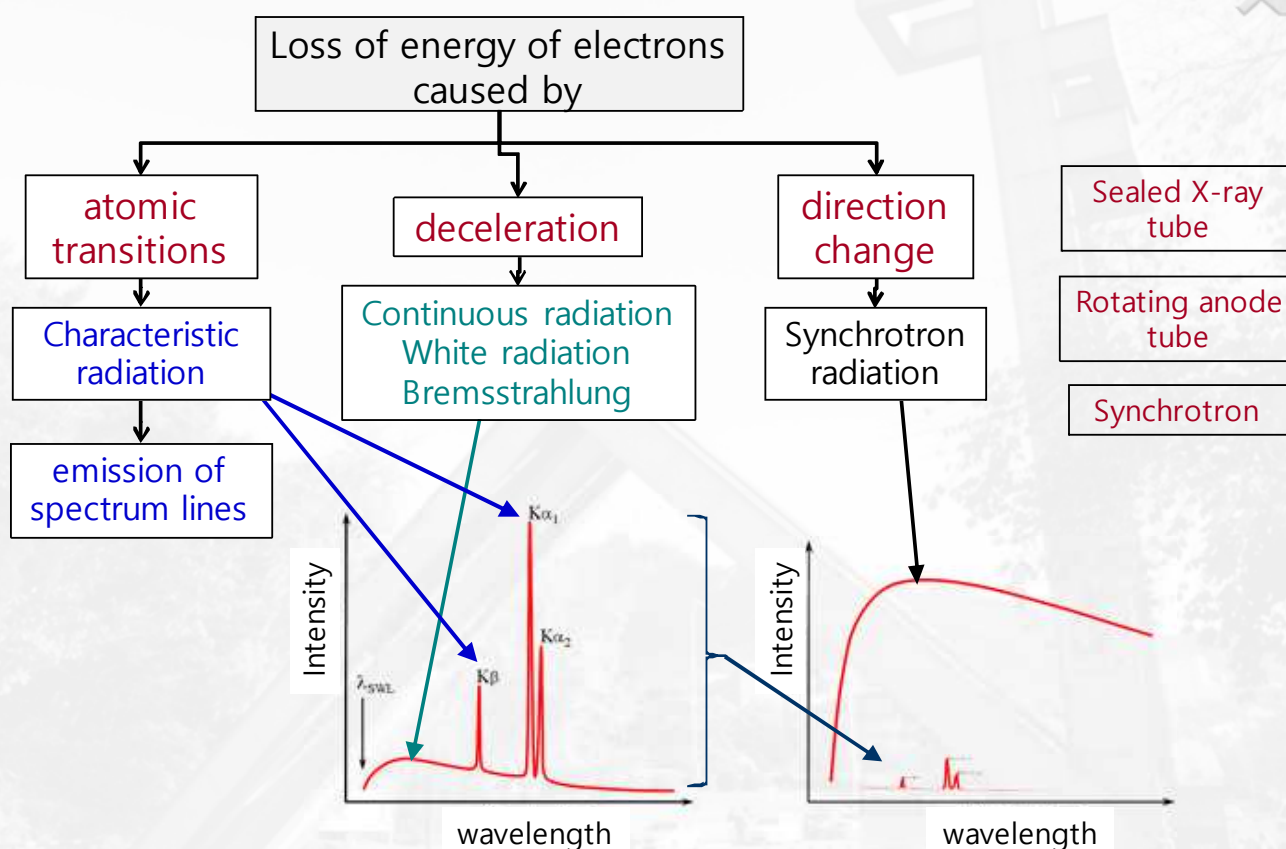 Loss of energy of electrons
caused by
atomic
transitions
deceleration
direction
change
Sealed X-ray
tube
Characteristic
radiation
Continuous radiation
White radiation
Bremsstrahlung
Synchrotron
radiation
Rotating anode
tube
Synchrotron
emission of
spectrum lines
Intensity
λSWL
Kβ
Kα1
Kα2
wavelength
Intensity
wavelength